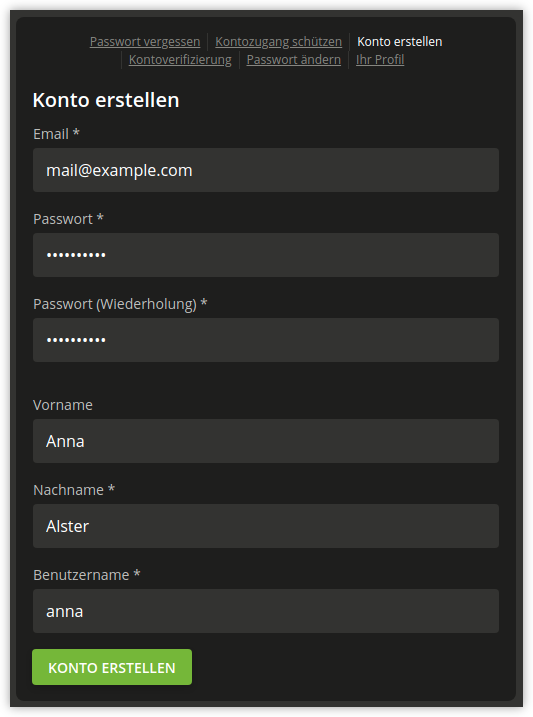 Passwort vergessen Kontozugang schützen Konto erstellen
Kontoverifizierung Passwort ändern Ihr Profil
Konto erstellen
Email *
mail@example.com
Passwort *
••••••••••
Passwort (Wiederholung) *
••••••••••
Vorname
Anna
Nachname *
Alster
Benutzername *
anna
KONTO ERSTELLEN